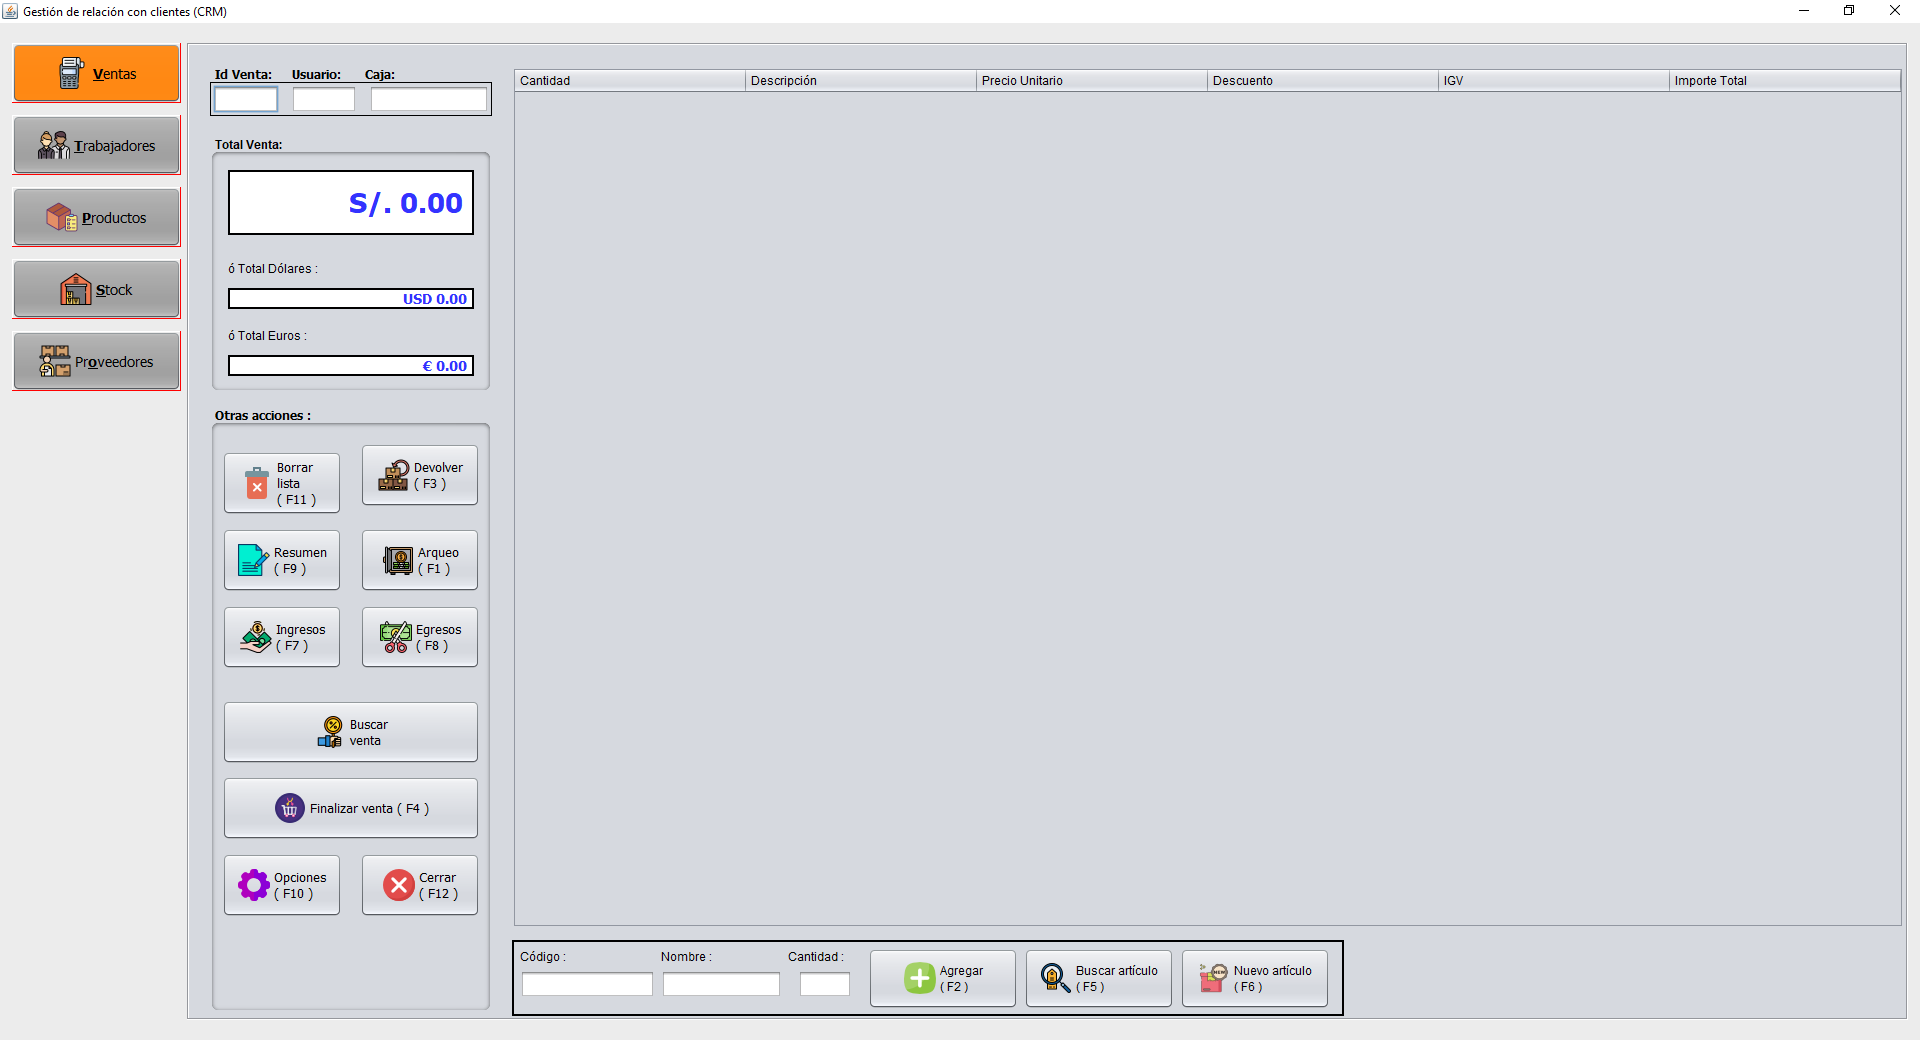 Gestión de relación con clientes (CRM)
Ventas
Trabajadores
Productos
Stock
Proveedores
Id Venta: Usuario: Caja:
Total Venta:
S/. 0.00
ó Total Dólares :
USD 0.00
ó Total Euros :
€ 0.00
Otras acciones :
Borrar
lista
( F11 )
Devolver
( F3 )
Resumen
( F9 )
Arqueo
( F1 )
Ingresos
( F7 )
Egresos
( F8 )
Buscar
venta
Finalizar venta ( F4 )
Opciones
( F10 )
Cerrar
( F12 )
Cantidad Descripción Precio Unitario Descuento IGV Importe Total
Código : Nombre : Cantidad :
Agregar
( F2 )
Buscar artículo
( F5 )
Nuevo artículo
( F6 )